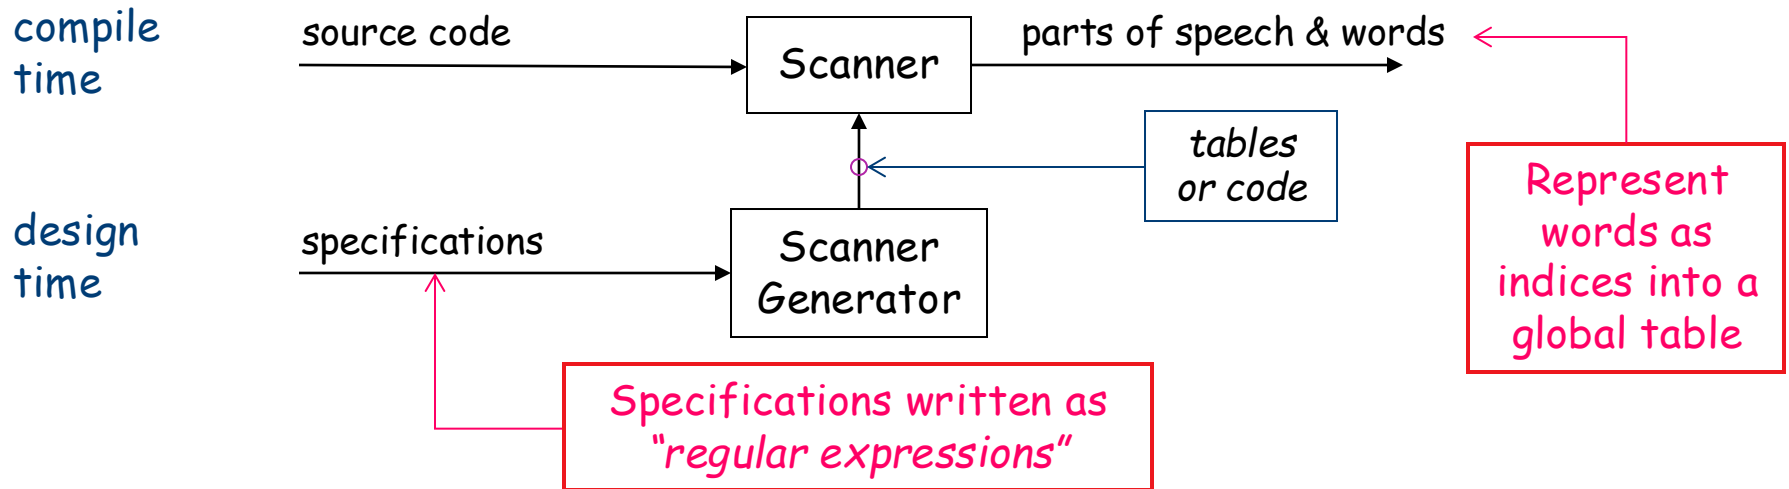 compile
time
source code
Scanner
parts of speech & words
tables
or code
Represent
words as
indices into a
global table
design
time
specifications
Scanner
Generator
Specifications written as
“regular expressions”